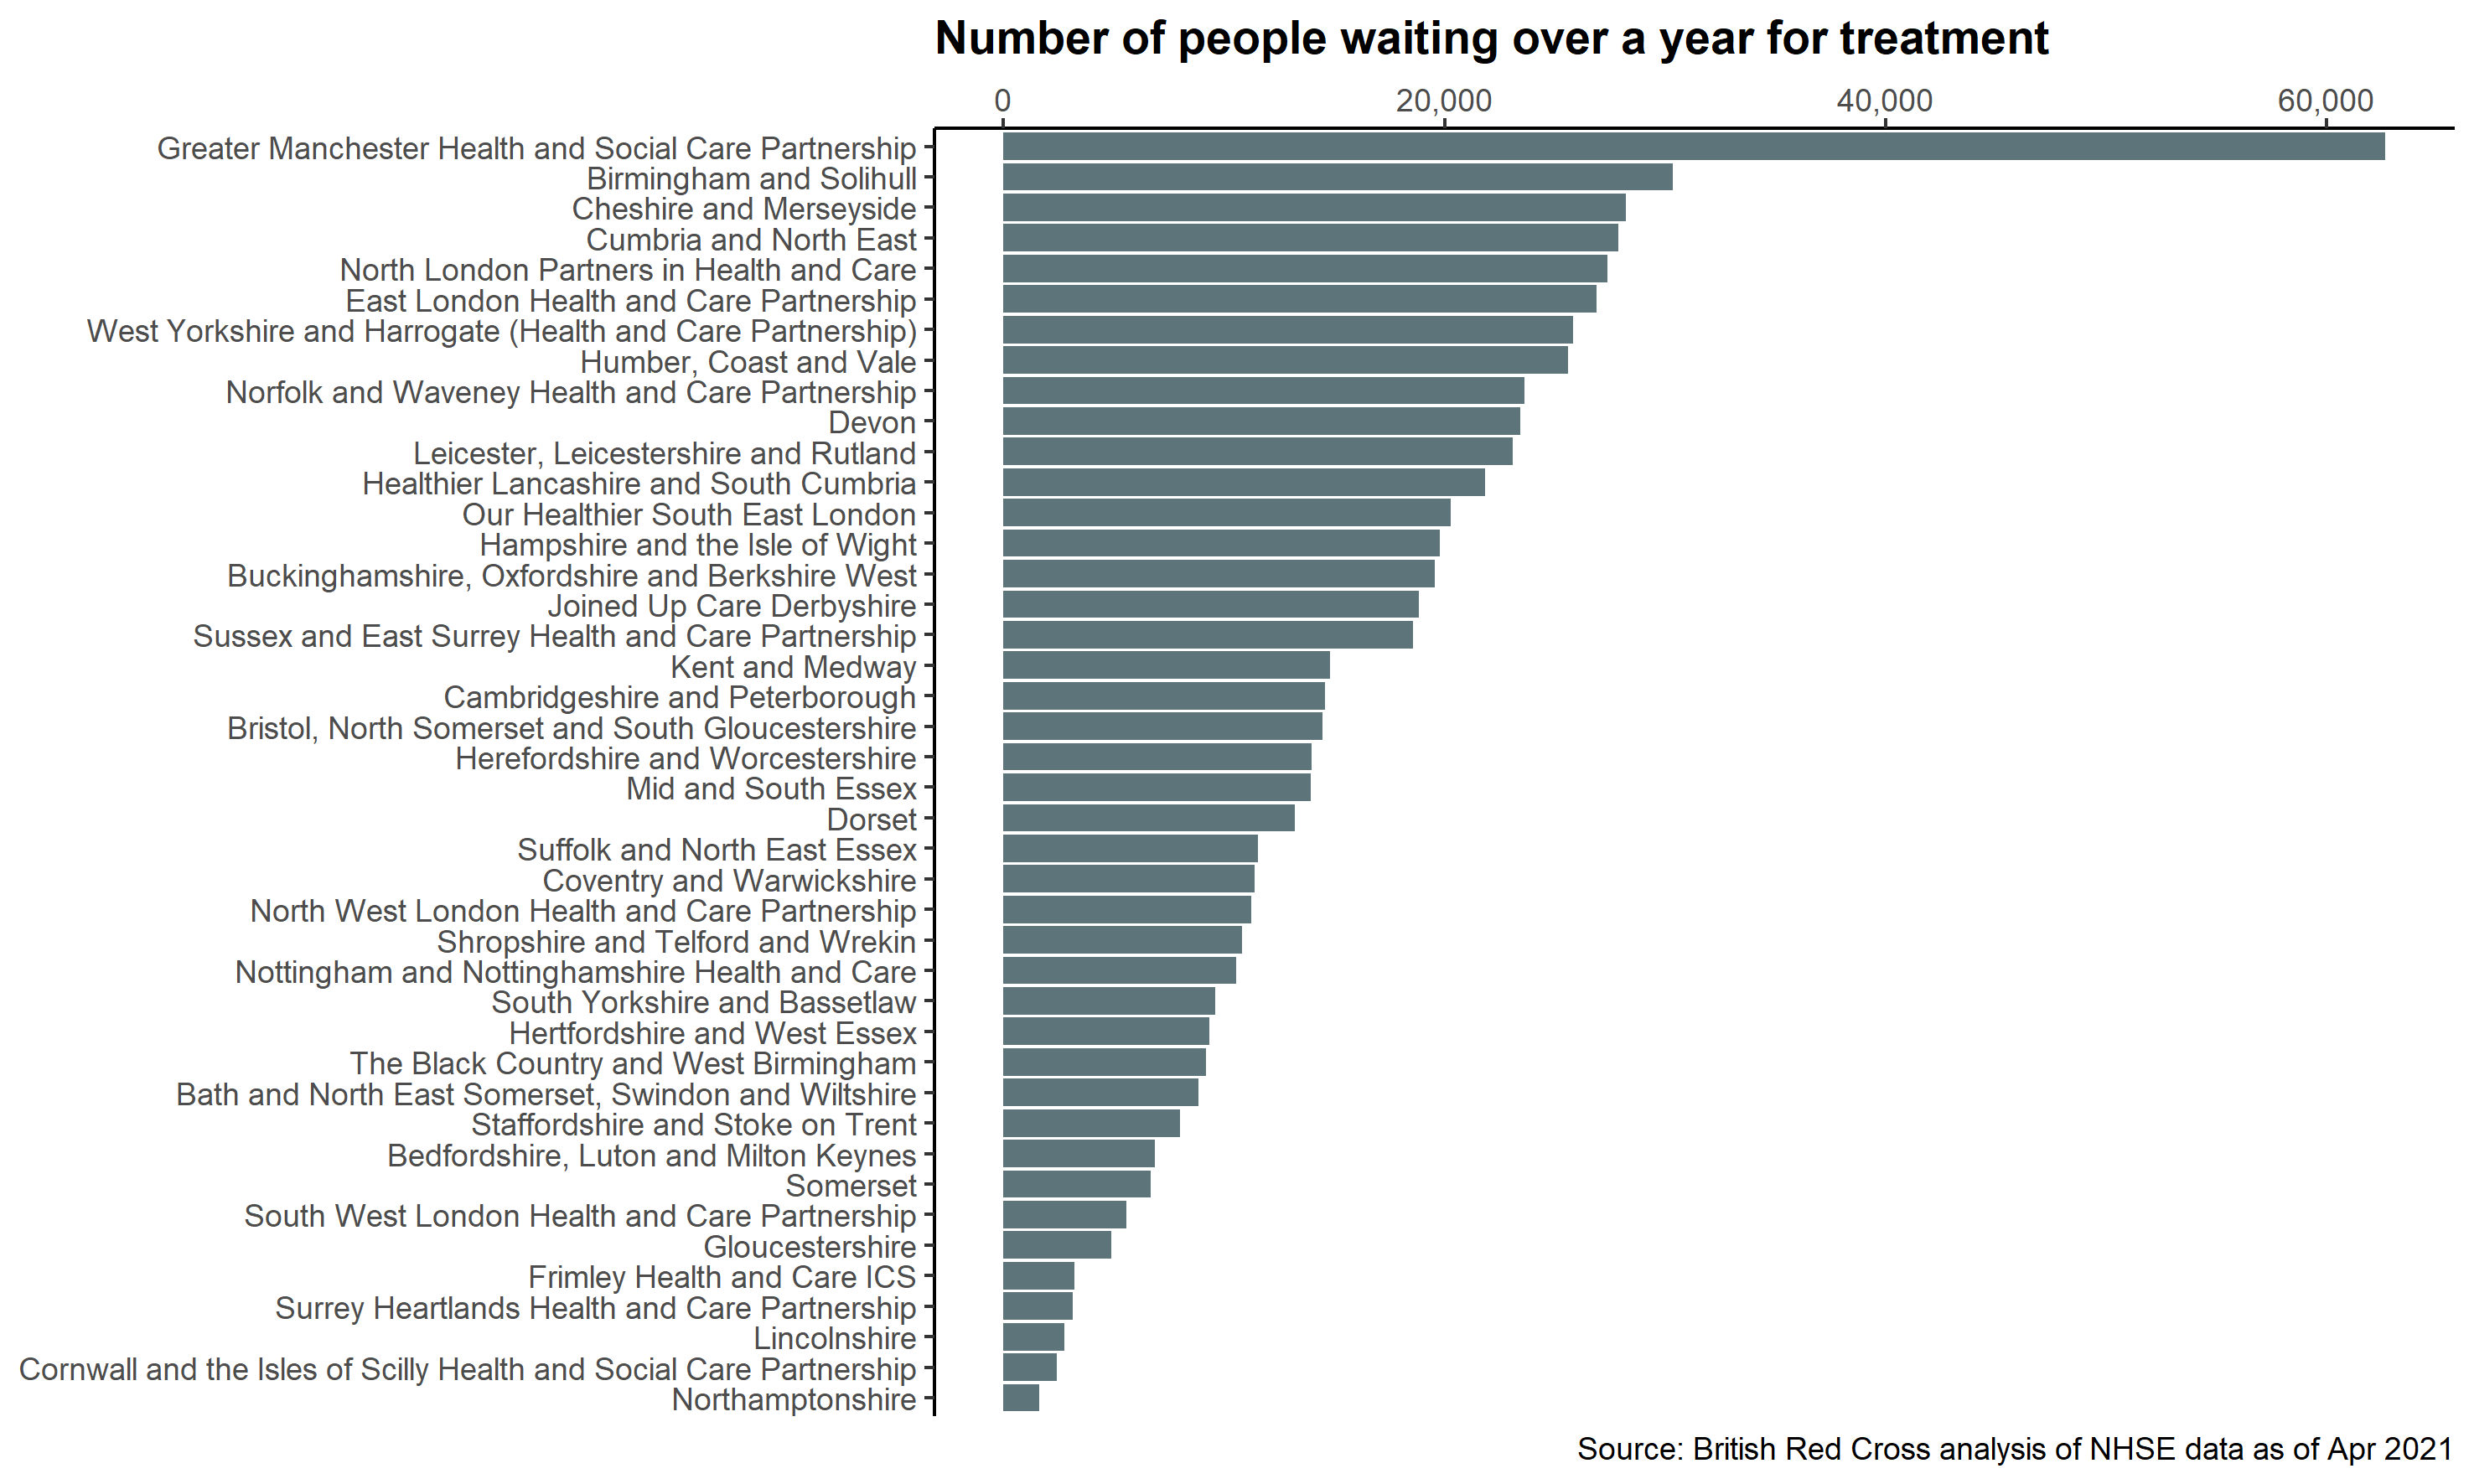 Number of people waiting over a year for treatment
0 20,000 40,000 60,000
Greater Manchester Health and Social Care Partnership
Birmingham and Solihull
Cheshire and Merseyside
Cumbria and North East
North London Partners in Health and Care
East London Health and Care Partnership
West Yorkshire and Harrogate (Health and Care Partnership)
Humber, Coast and Vale
Norfolk and Waveney Health and Care Partnership
Devon
Leicester, Leicestershire and Rutland
Healthier Lancashire and South Cumbria
Our Healthier South East London
Hampshire and the Isle of Wight
Buckinghamshire, Oxfordshire and Berkshire West
Joined Up Care Derbyshire
Sussex and East Surrey Health and Care Partnership
Kent and Medway
Cambridgeshire and Peterborough
Bristol, North Somerset and South Gloucestershire
Herefordshire and Worcestershire
Mid and South Essex
Dorset
Suffolk and North East Essex
Coventry and Warwickshire
North West London Health and Care Partnership
Shropshire and Telford and Wrekin
Nottingham and Nottinghamshire Health and Care
South Yorkshire and Bassetlaw
Hertfordshire and West Essex
The Black Country and West Birmingham
Bath and North East Somerset, Swindon and Wiltshire
Staffordshire and Stoke on Trent
Bedfordshire, Luton and Milton Keynes
Somerset
South West London Health and Care Partnership
Gloucestershire
Frimley Health and Care ICS
Surrey Heartlands Health and Care Partnership
Lincolnshire
Cornwall and the Isles of Scilly Health and Social Care Partnership
Northamptonshire
Source: British Red Cross analysis of NHSE data as of Apr 2021